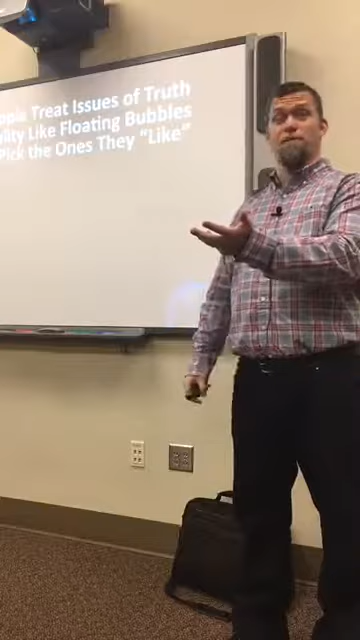 Treat Issues of Truth
Like Floating Bubbles
Pick the Ones They "Like"